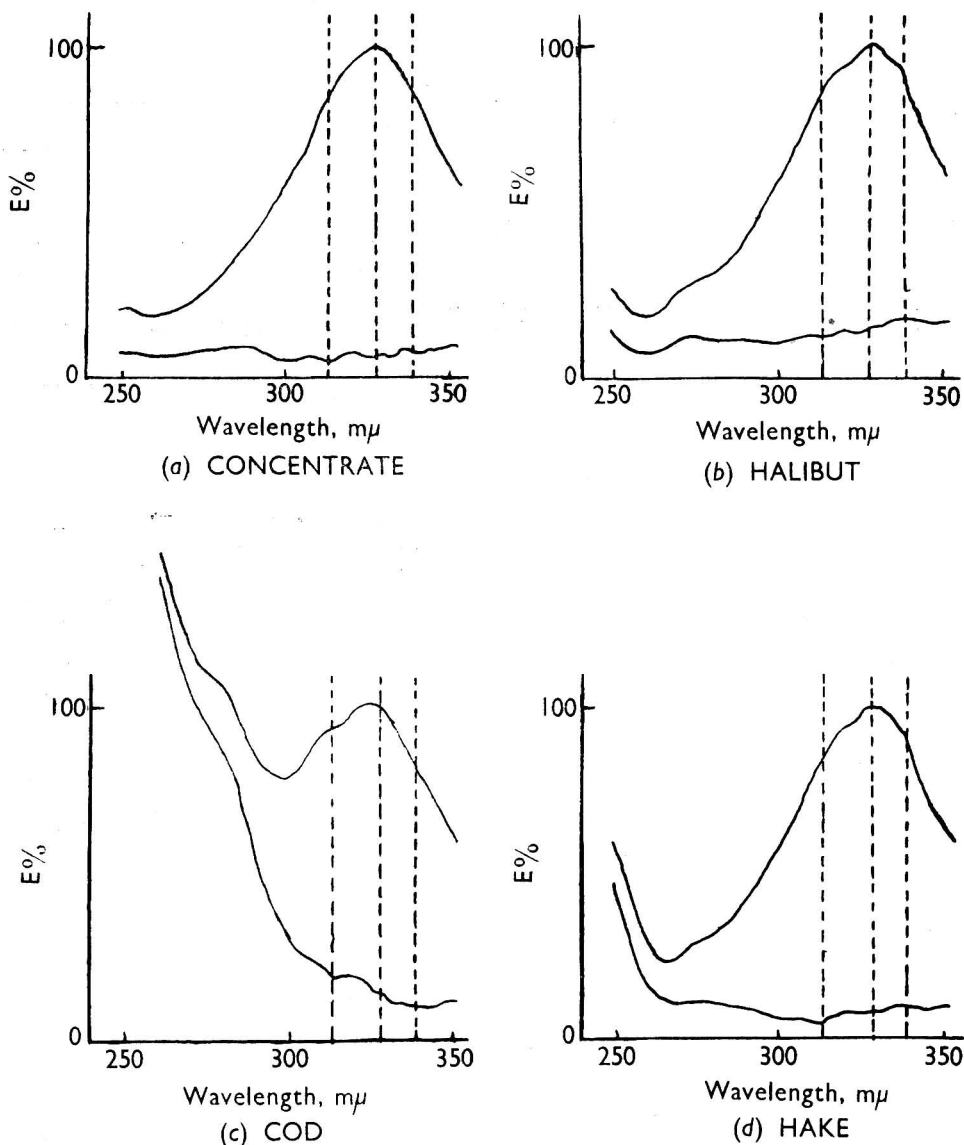 100
E%
0
250
300
350
Wavelength, mμ
(a) CONCENTRATE
100
E%
0
250
300
350
Wavelength, mμ
(b) HALIBUT
100
E%
0
250
300
350
Wavelength, mμ
(c) COD
100
E%
0
250
300
350
Wavelength, mμ
(d) HAKE